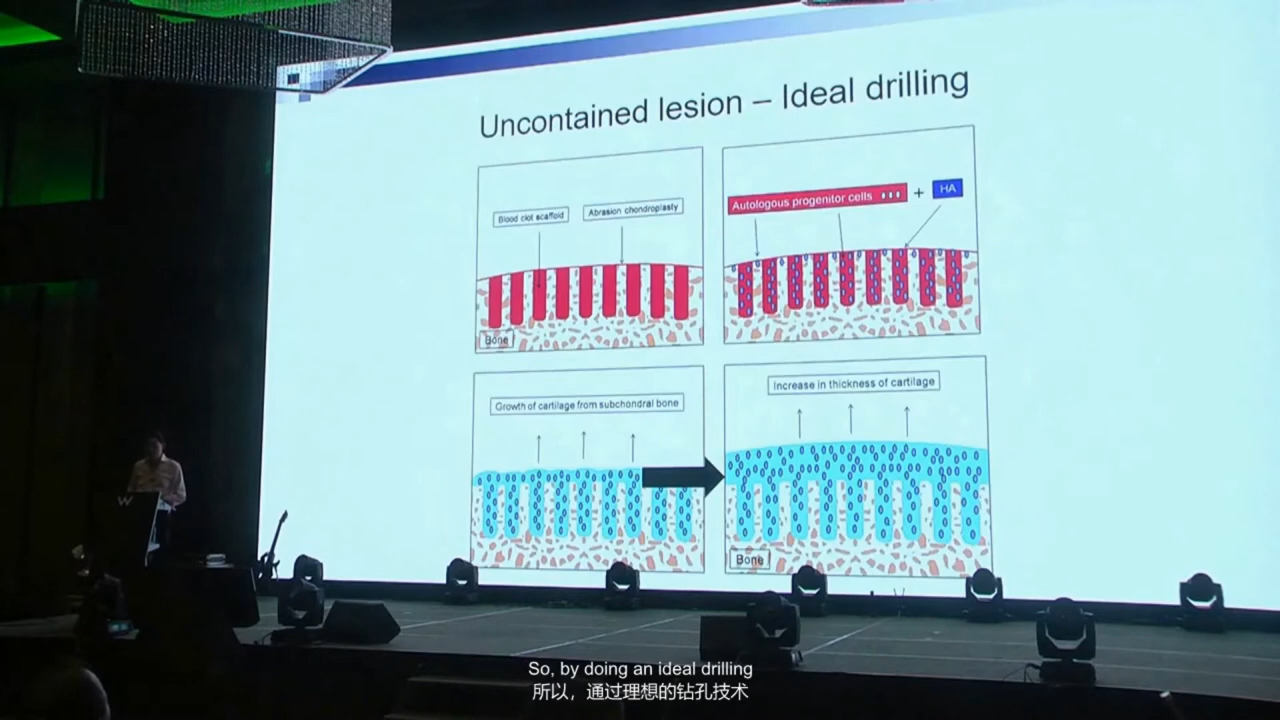 Uncontained lesion – Ideal drilling
Blood clot scaffold
Abrasion chondroplasty
Bone
Autologous progenitor cells
+
HA
Growth of cartilage from subchondral bone
Increase in thickness of cartilage
Bone
W
So, by doing an ideal drilling
所以，通过理想的钻孔技术